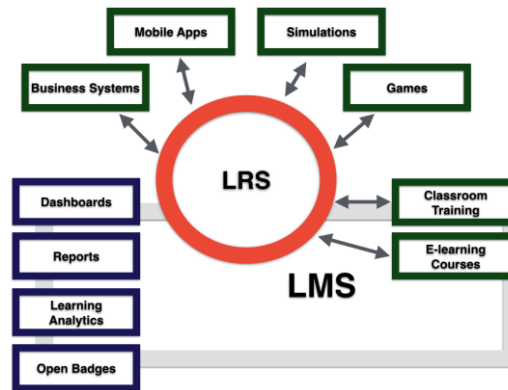 Mobile Apps
Simulations
Business Systems
Games
LRS
Dashboards
Classroom
Training
Reports
E-learning
Courses
LMS
Learning
Analytics
Open Badges